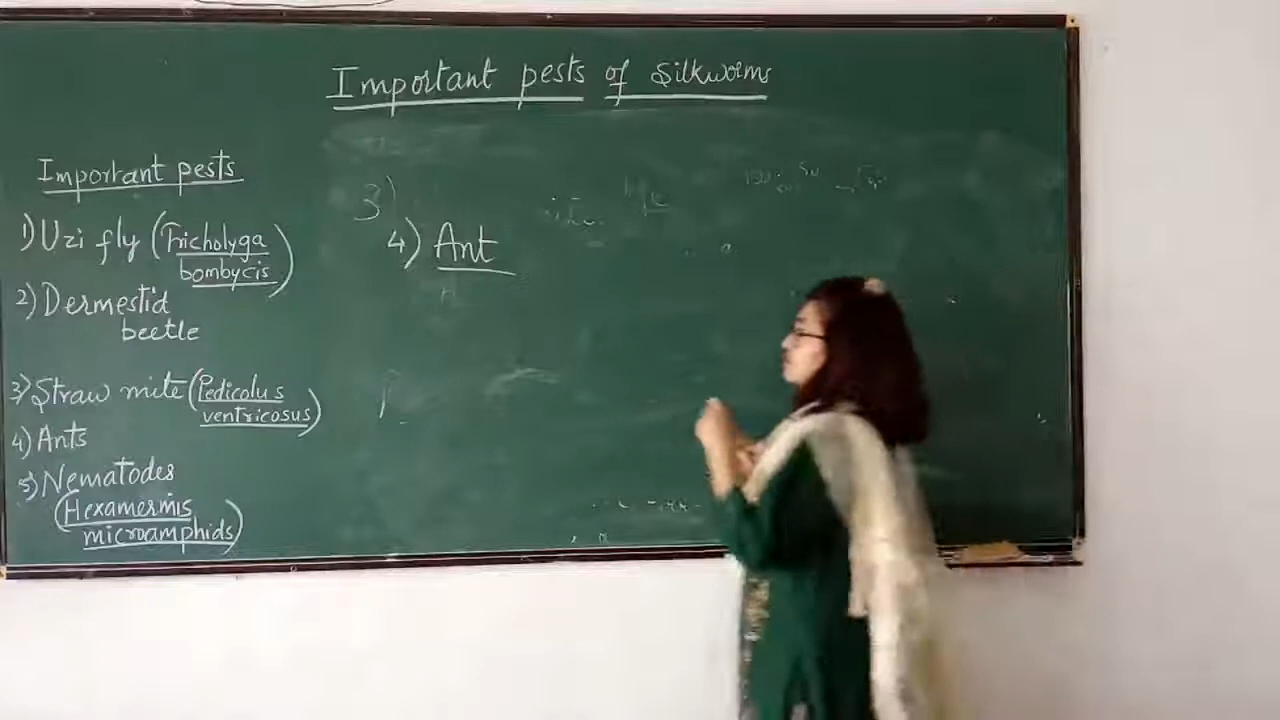 Important pests of Silkworms
Important pests
1) Uzi fly (Tricholyga
bombycis)
2) Dermestid
beetle
3) Straw mite (Pedicolus
ventricosus)
4) Ants
5) Nematodes
(Hexamermis
microamphids)
3)
4) Ant